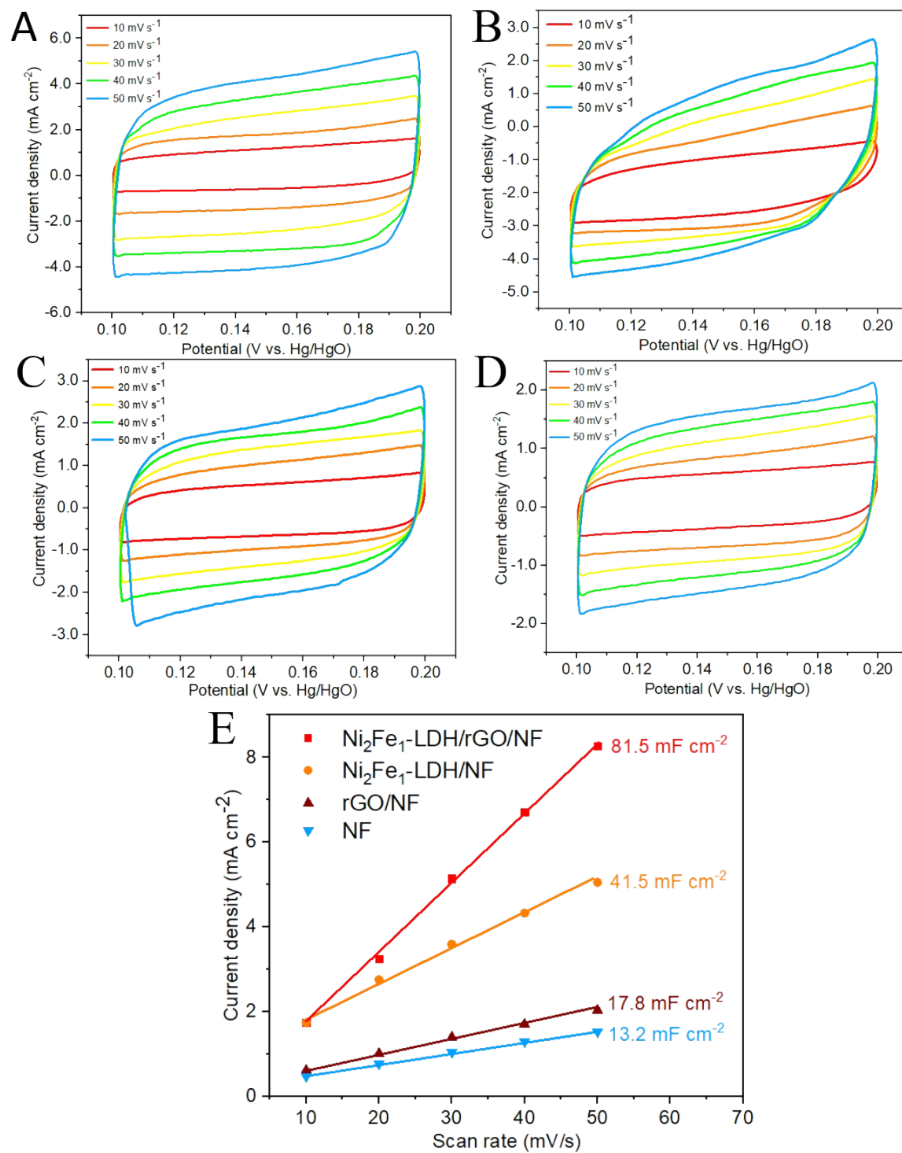 A
10 mV s⁻¹
20 mV s⁻¹
30 mV s⁻¹
40 mV s⁻¹
50 mV s⁻¹
6.0
4.0
2.0
0.0
-2.0
-4.0
-6.0
Current density (mA cm⁻²)
0.10 0.12 0.14 0.16 0.18 0.20
Potential (V vs. Hg/HgO)
B
10 mV s⁻¹
20 mV s⁻¹
30 mV s⁻¹
40 mV s⁻¹
50 mV s⁻¹
3.0
1.5
0.0
-1.0
-2.0
-3.0
-5.0
Current density (mA cm⁻²)
0.10 0.12 0.14 0.16 0.18 0.20
Potential (V vs. Hg/HgO)
C
10 mV s⁻¹
20 mV s⁻¹
30 mV s⁻¹
40 mV s⁻¹
50 mV s⁻¹
3.0
2.0
1.0
0.0
-1.0
-2.0
-3.0
Current density (mA cm⁻²)
0.10 0.12 0.14 0.16 0.18 0.20
Potential (V vs. Hg/HgO)
D
10 mV s⁻¹
20 mV s⁻¹
30 mV s⁻¹
40 mV s⁻¹
50 mV s⁻¹
2.0
1.0
0.0
-1.0
-2.0
Current density (mA cm⁻²)
0.10 0.12 0.14 0.16 0.18 0.20
Potential (V vs. Hg/HgO)
E
Ni₂Fe₁-LDH/rGO/NF
Ni₂Fe₁-LDH/NF
rGO/NF
NF
81.5 mF cm⁻²
41.5 mF cm⁻²
17.8 mF cm⁻²
13.2 mF cm⁻²
8
6
4
2
0
Current density (mA cm⁻²)
10 20 30 40 50 60 70
Scan rate (mV/s)